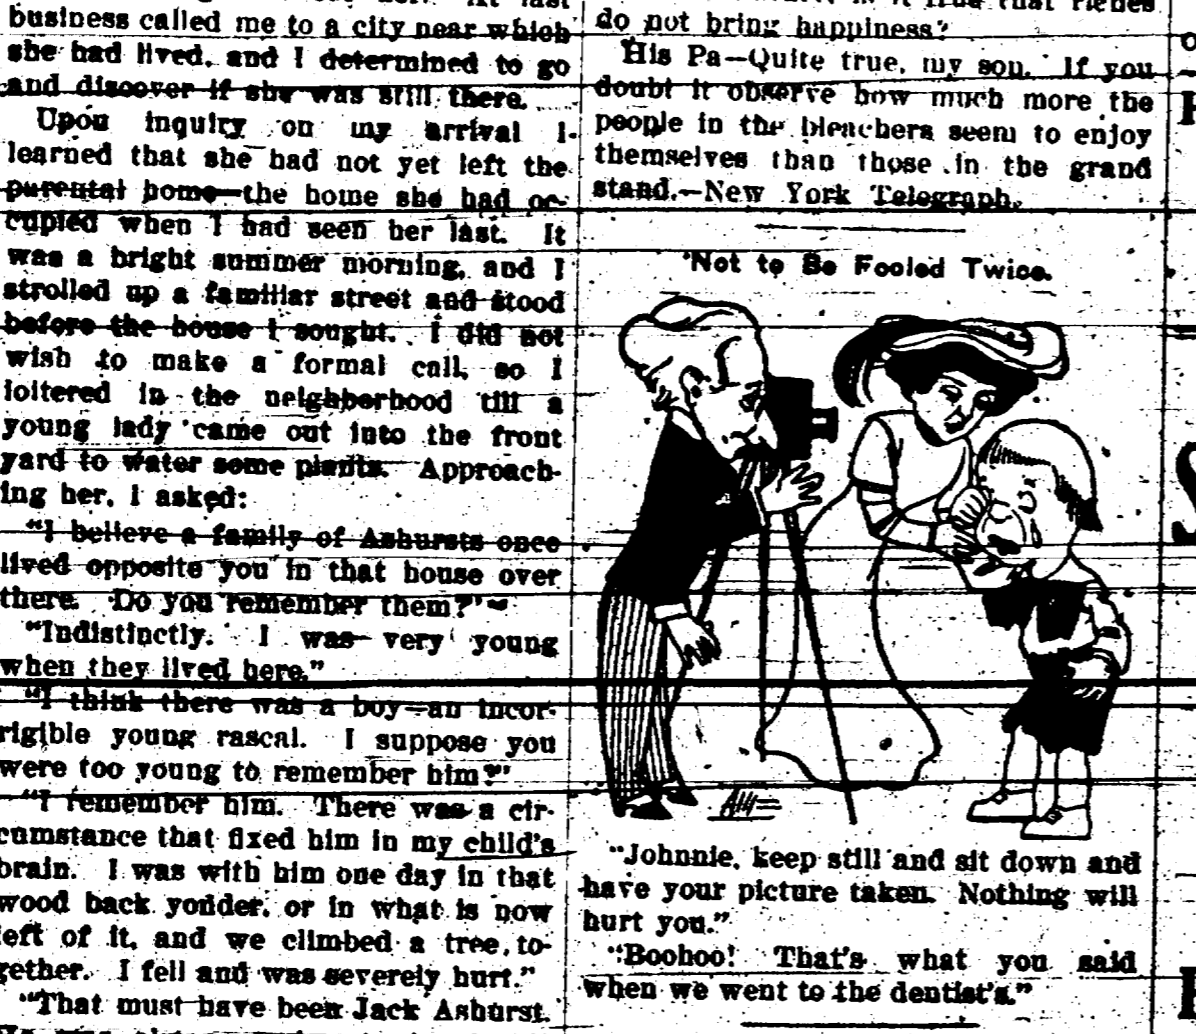 business called me to a city near which
she had lived, and I determined to go
and discover if she was still there.
Upon inquiry on my arrival I
learned that she had not yet left the
parental home—the home she had oc-
cupied when I had seen her last. It
was a bright summer morning, and I
strolled up a familiar street and stood
before the house I sought. I did not
wish to make a formal call, so I
loitered in the neighborhood till a
young lady came out into the front
yard to water some plants. Approach-
ing her, I asked:
"I believe a family of Ashursts once
lived opposite you in that house over
there. Do you remember them?"
"Indistinctly. I was very young
when they lived here."
"I think there was a boy—an incor-
rigible young rascal. I suppose you
were too young to remember him?"
"I remember him. There was a cir-
cumstance that fixed him in my child's
brain. I was with him one day in that
wood back yonder, or in what is now
left of it, and we climbed a tree to-
gether. I fell and was severely hurt."
"That must have been Jack Ashurst.
do not bring happiness?
His Pa—Quite true, my son. If you
doubt it observe how much more the
people in the bleachers seem to enjoy
themselves than those in the grand
stand.—New York Telegraph.
Not to Be Fooled Twice.
"Johnnie, keep still and sit down and
have your picture taken. Nothing will
hurt you."
"Boohoo! That's what you said
when we went to the dentist's."